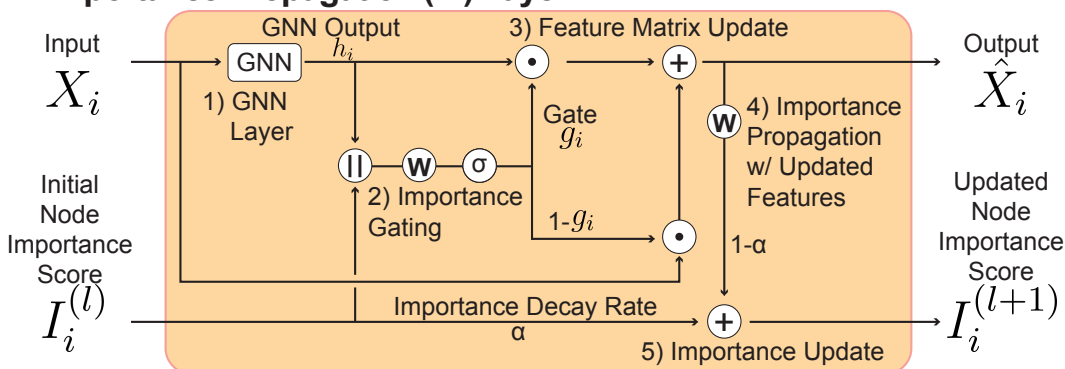 Input
X_i
GNN Output
h_i
GNN
1) GNN
Layer
3) Feature Matrix Update
+
Output
X̂_i
Gate
g_i
W
4) Importance
Propagation
w/ Updated
Features
||
W
σ
2) Importance
Gating
1-g_i
1-α
Initial
Node
Importance
Score
I_i^(l)
Importance Decay Rate
α
+
5) Importance Update
Updated
Node
Importance
Score
I_i^(l+1)